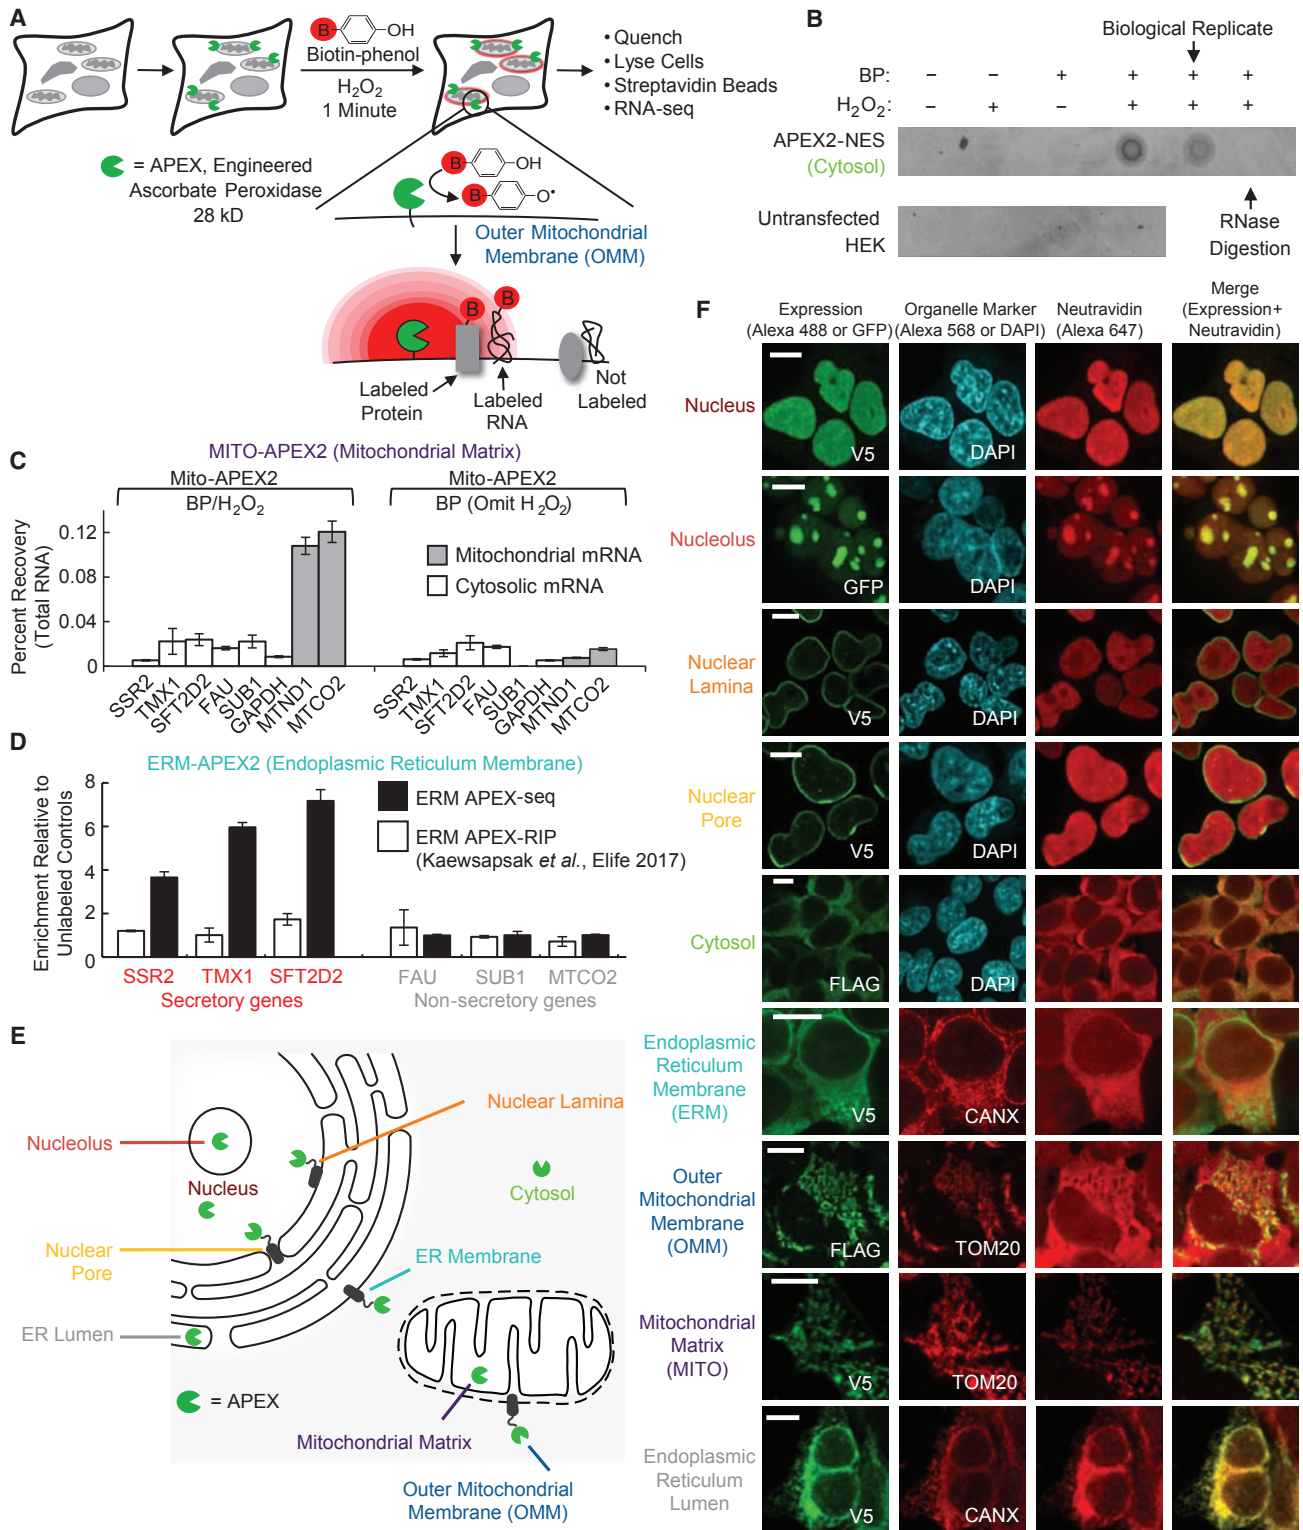 A
B
OH
Biotin-phenol
H2O2
1 Minute
• Quench
• Lyse Cells
• Streptavidin Beads
• RNA-seq
= APEX, Engineered
Ascorbate Peroxidase
28 kD
B
OH
B
O•
Outer Mitochondrial
Membrane (OMM)
B
B
Labeled
Protein
Labeled
RNA
Not
Labeled
B
Biological Replicate
BP: – – + + + +
H2O2: – + – + + +
APEX2-NES
(Cytosol)
Untransfected
HEK
RNase
Digestion
C
MITO-APEX2 (Mitochondrial Matrix)
Mito-APEX2
BP/H2O2
Mito-APEX2
BP (Omit H2O2)
Percent Recovery
(Total RNA)
0.12
0.08
0.04
0
Mitochondrial mRNA
Cytosolic mRNA
SSR2 TMX1 SFT2D2 FAU SUB1 GAPDH MTND1 MTCO2
SSR2 TMX1 SFT2D2 FAU SUB1 GAPDH MTND1 MTCO2
D
ERM-APEX2 (Endoplasmic Reticulum Membrane)
Enrichment Relative to
Unlabeled Controls
8
6
4
2
0
ERM APEX-seq
ERM APEX-RIP
(Kaewsapsak et al., Elife 2017)
SSR2 TMX1 SFT2D2
Secretory genes
FAU SUB1 MTCO2
Non-secretory genes
E
Nucleolus
Nucleus
Nuclear Lamina
Cytosol
Nuclear
Pore
ER Membrane
ER Lumen
= APEX
Mitochondrial Matrix
Outer Mitochondrial
Membrane (OMM)
F
Expression
(Alexa 488 or GFP)
Organelle Marker
(Alexa 568 or DAPI)
Neutravidin
(Alexa 647)
Merge
(Expression+
Neutravidin)
Nucleus
V5
DAPI
Nucleolus
GFP
DAPI
Nuclear
Lamina
V5
DAPI
Nuclear
Pore
V5
DAPI
Cytosol
FLAG
DAPI
Endoplasmic
Reticulum
Membrane
(ERM)
V5
CANX
Outer
Mitochondrial
Membrane
(OMM)
FLAG
TOM20
Mitochondrial
Matrix
(MITO)
V5
TOM20
Endoplasmic
Reticulum
Lumen
V5
CANX